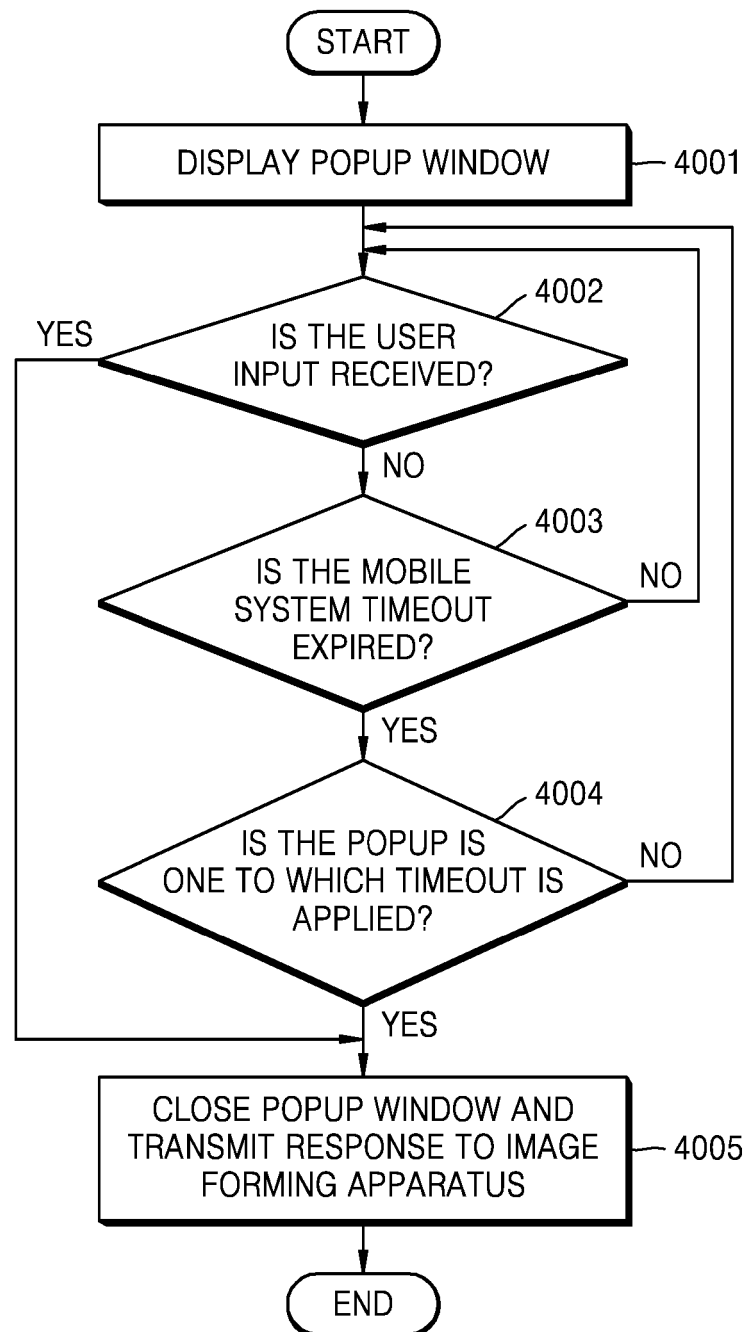 START
DISPLAY POPUP WINDOW
4001
4002
YES
IS THE USER
INPUT RECEIVED?
NO
4003
IS THE MOBILE
SYSTEM TIMEOUT
EXPIRED?
NO
YES
4004
IS THE POPUP IS
ONE TO WHICH TIMEOUT IS
APPLIED?
NO
YES
CLOSE POPUP WINDOW AND
TRANSMIT RESPONSE TO IMAGE
FORMING APPARATUS
4005
END